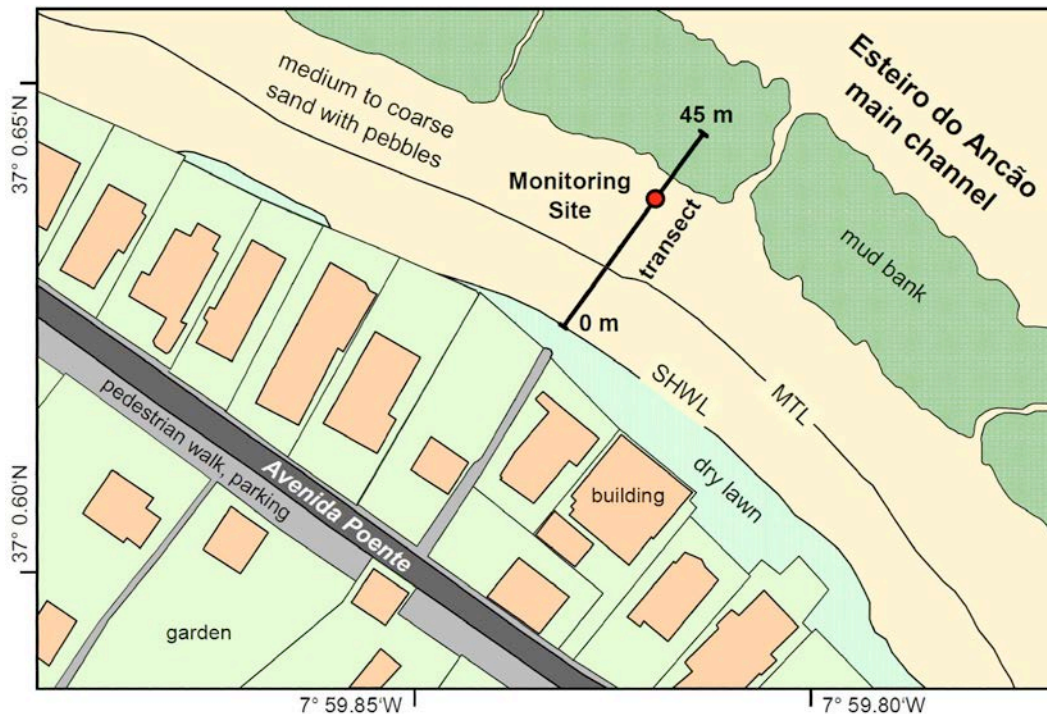 Esteiro do Ancão
main channel
medium to coarse
sand with pebbles
45 m
Monitoring
Site
transect
mud bank
0 m
SHWL
MTL
dry lawn
building
pedestrian walk, parking
Avenida Poente
garden
37° 0.65'N
37° 0.60'N
7° 59.85'W
7° 59.80'W